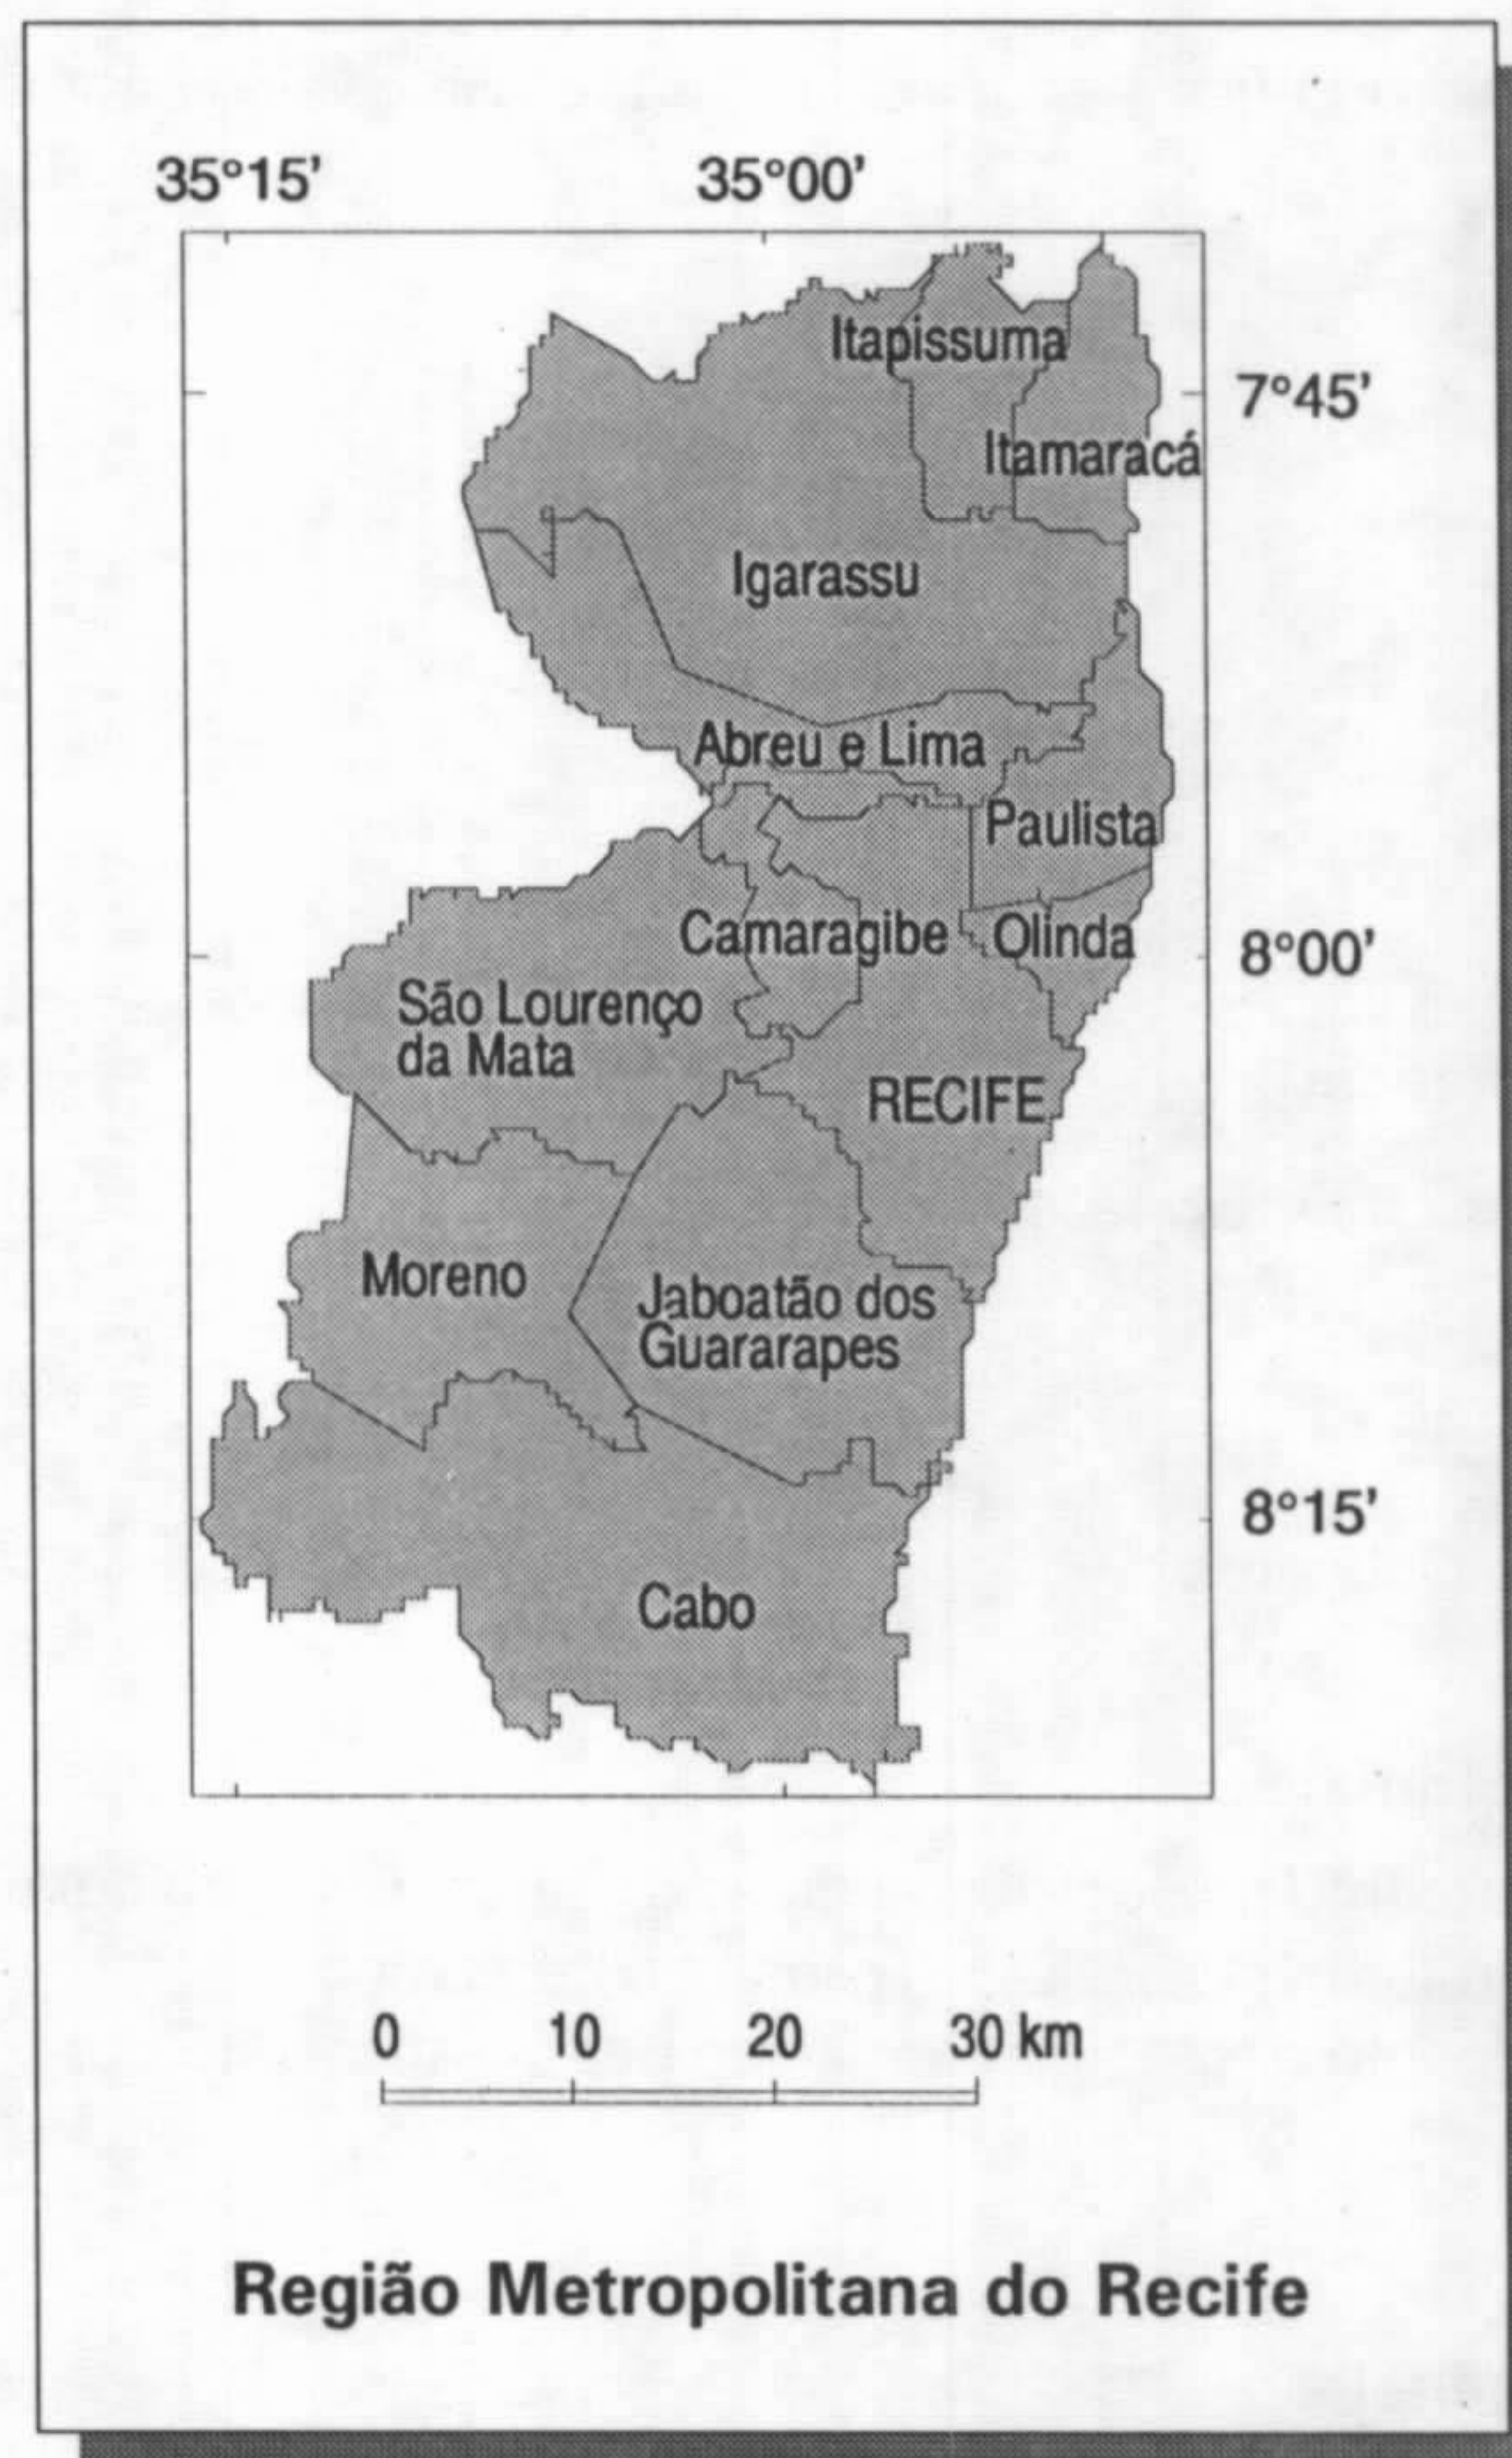 35°15' 35°00'
Itapissuma
7°45'
Itamaracá
Igarassu
Abreu e Lima
Paulista
Camaragibe Olinda 8°00'
São Lourenço
da Mata
RECIFE
Moreno
Jaboatão dos
Guararapes
8°15'
Cabo
0 10 20 30 km
Região Metropolitana do Recife